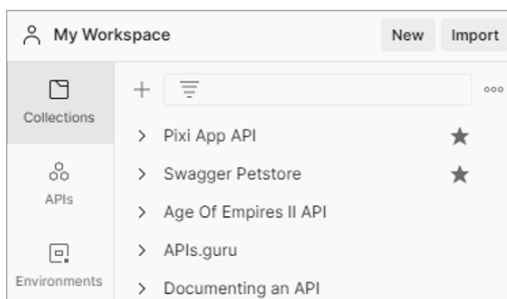 My Workspace
New
Import
Collections
APIs
Environments
Pixi App API
Swagger Petstore
Age Of Empires II API
APIs.guru
Documenting an API